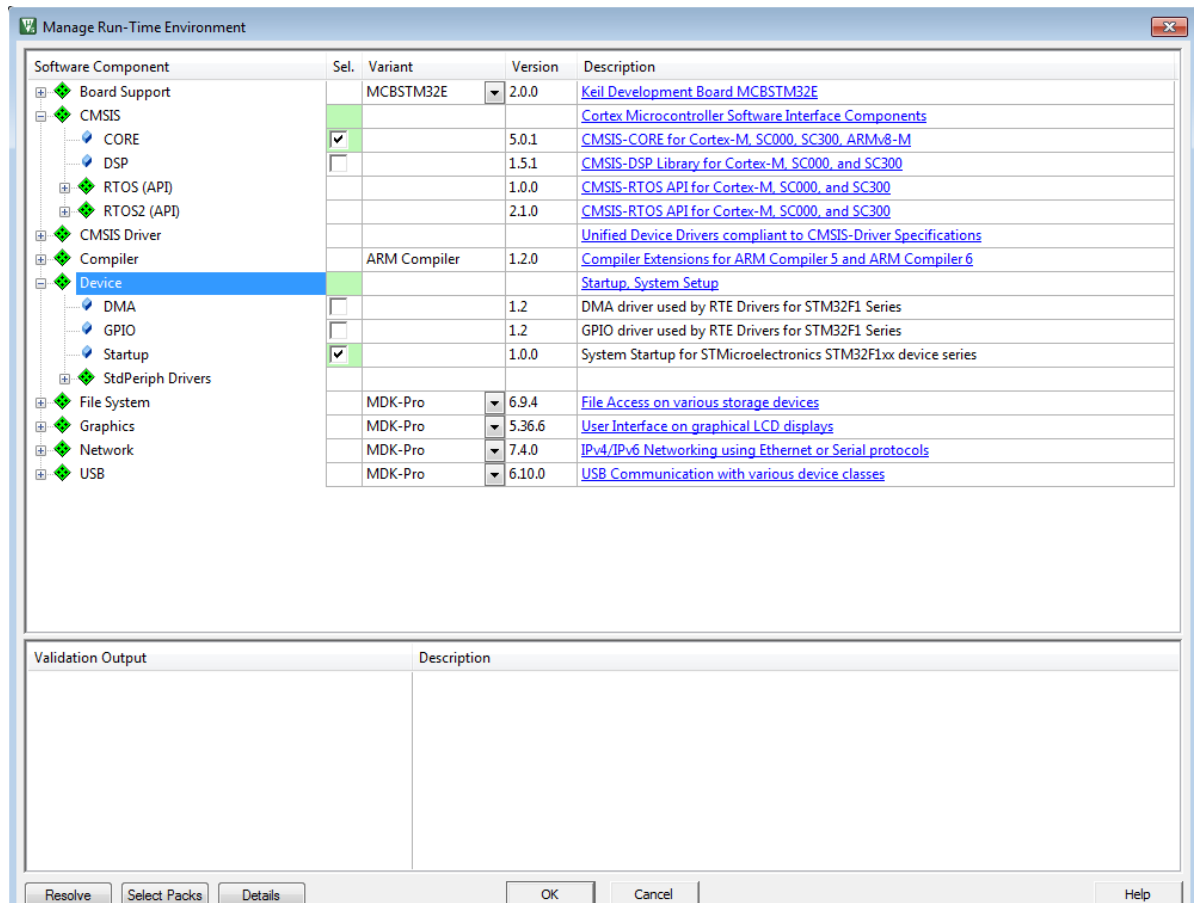 Manage Run-Time Environment
Software Component Sel. Variant Version Description
Board Support MCBSTM32E 2.0.0 Keil Development Board MCBSTM32E
CMSIS Cortex Microcontroller Software Interface Components
CORE 5.0.1 CMSIS-CORE for Cortex-M, SC000, SC300, ARMv8-M
DSP 1.5.1 CMSIS-DSP Library for Cortex-M, SC000, and SC300
RTOS (API) 1.0.0 CMSIS-RTOS API for Cortex-M, SC000, and SC300
RTOS2 (API) 2.1.0 CMSIS-RTOS API for Cortex-M, SC000, and SC300
CMSIS Driver Unified Device Drivers compliant to CMSIS-Driver Specifications
Compiler ARM Compiler 1.2.0 Compiler Extensions for ARM Compiler 5 and ARM Compiler 6
Device Startup, System Setup
DMA 1.2 DMA driver used by RTE Drivers for STM32F1 Series
GPIO 1.2 GPIO driver used by RTE Drivers for STM32F1 Series
Startup 1.0.0 System Startup for STMicroelectronics STM32F1xx device series
StdPeriph Drivers
File System MDK-Pro 6.9.4 File Access on various storage devices
Graphics MDK-Pro 5.36.6 User Interface on graphical LCD displays
Network MDK-Pro 7.4.0 IPv4/IPv6 Networking using Ethernet or Serial protocols
USB MDK-Pro 6.10.0 USB Communication with various device classes
Validation Output Description
Resolve Select Packs Details OK Cancel Help